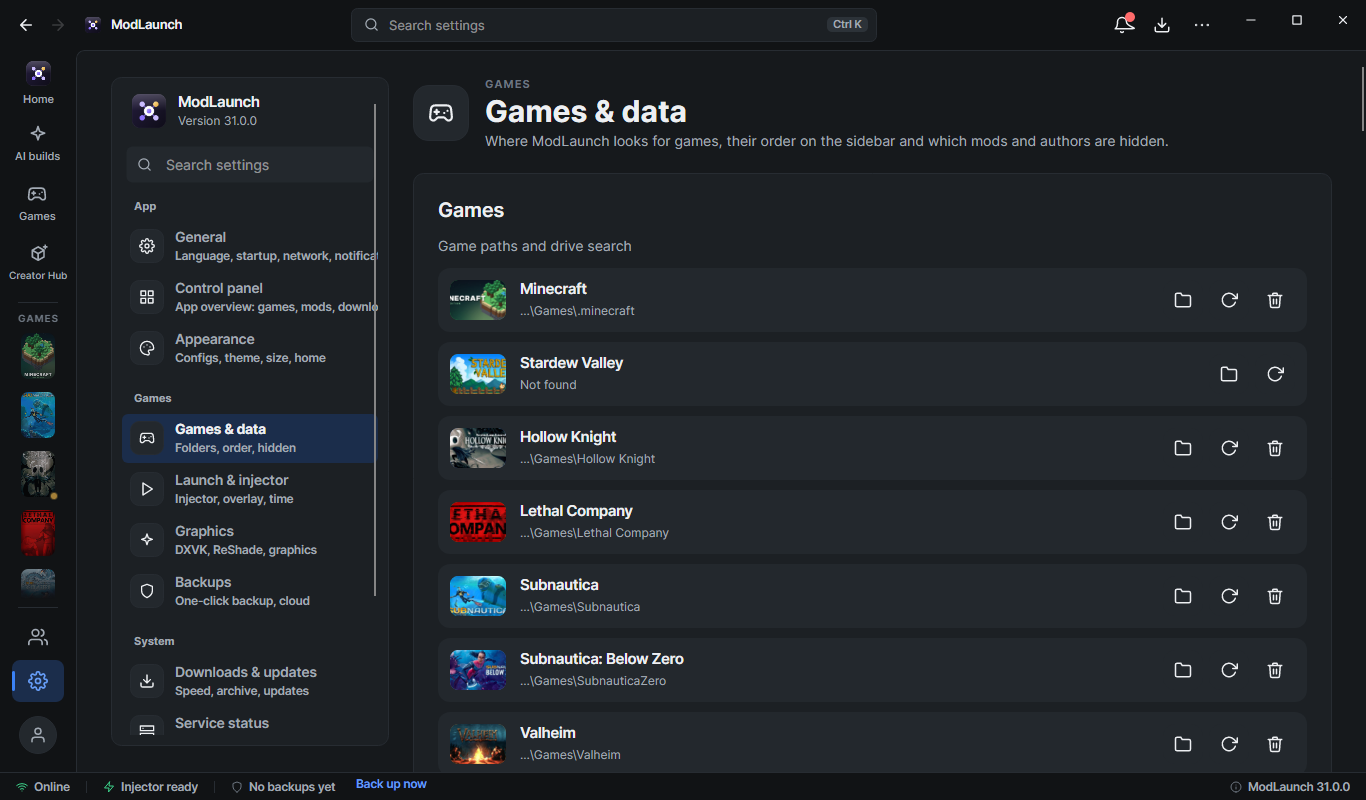 ModLaunch
Search settings
Ctrl K
Home
AI builds
Games
Creator Hub
GAMES
MINECRAFT
ModLaunch
Version 31.0.0
Search settings
App
General
Language, startup, network, notifica
Control panel
App overview: games, mods, downlo
Appearance
Configs, theme, size, home
Games
Games & data
Folders, order, hidden
Launch & injector
Injector, overlay, time
Graphics
DXVK, ReShade, graphics
Backups
One-click backup, cloud
System
Downloads & updates
Speed, archive, updates
Service status
GAMES
Games & data
Where ModLaunch looks for games, their order on the sidebar and which mods and authors are hidden.
Games
Game paths and drive search
Minecraft
...\Games\.minecraft
Stardew Valley
Not found
Hollow Knight
...\Games\Hollow Knight
Lethal Company
...\Games\Lethal Company
Subnautica
...\Games\Subnautica
Subnautica: Below Zero
...\Games\SubnauticaZero
Valheim
...\Games\Valheim
Online
Injector ready
No backups yet
Back up now
ModLaunch 31.0.0